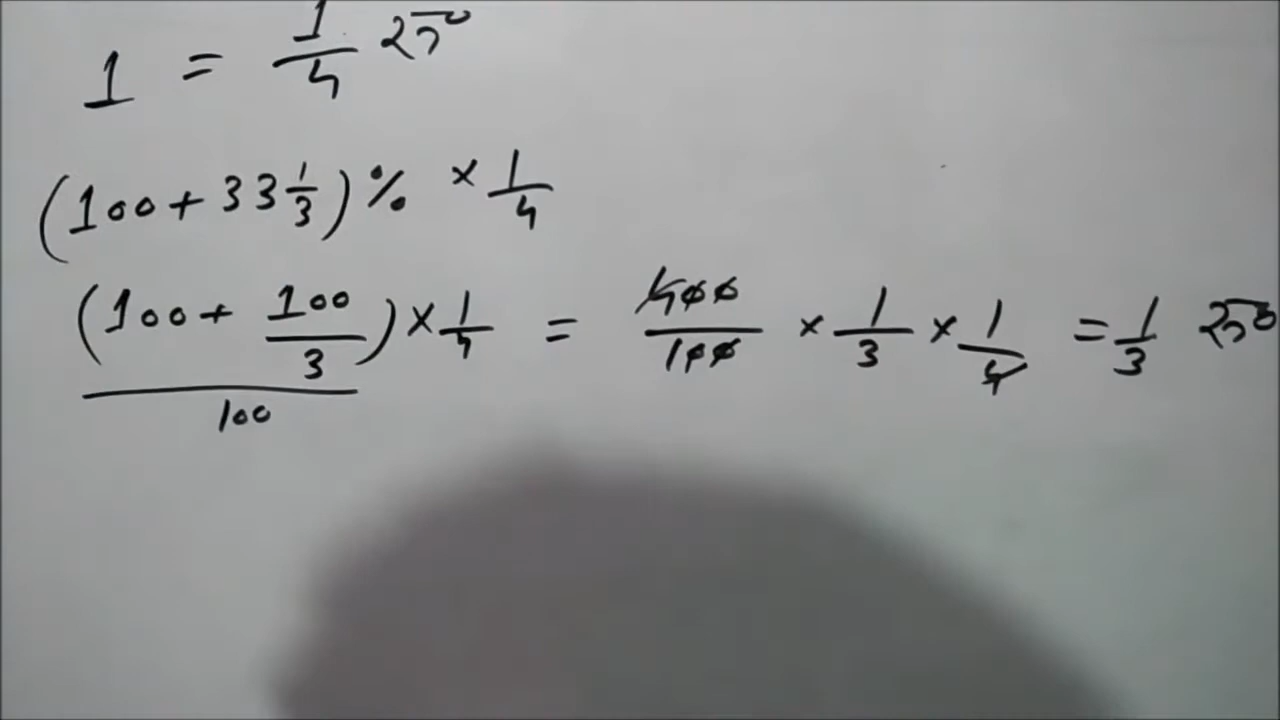 1 = 1/4 রত
(100 + 33 1/3)% × 1/4
(100 + 100/3)/100 × 1/4 = 400/100 × 1/3 × 1/4 = 1/3